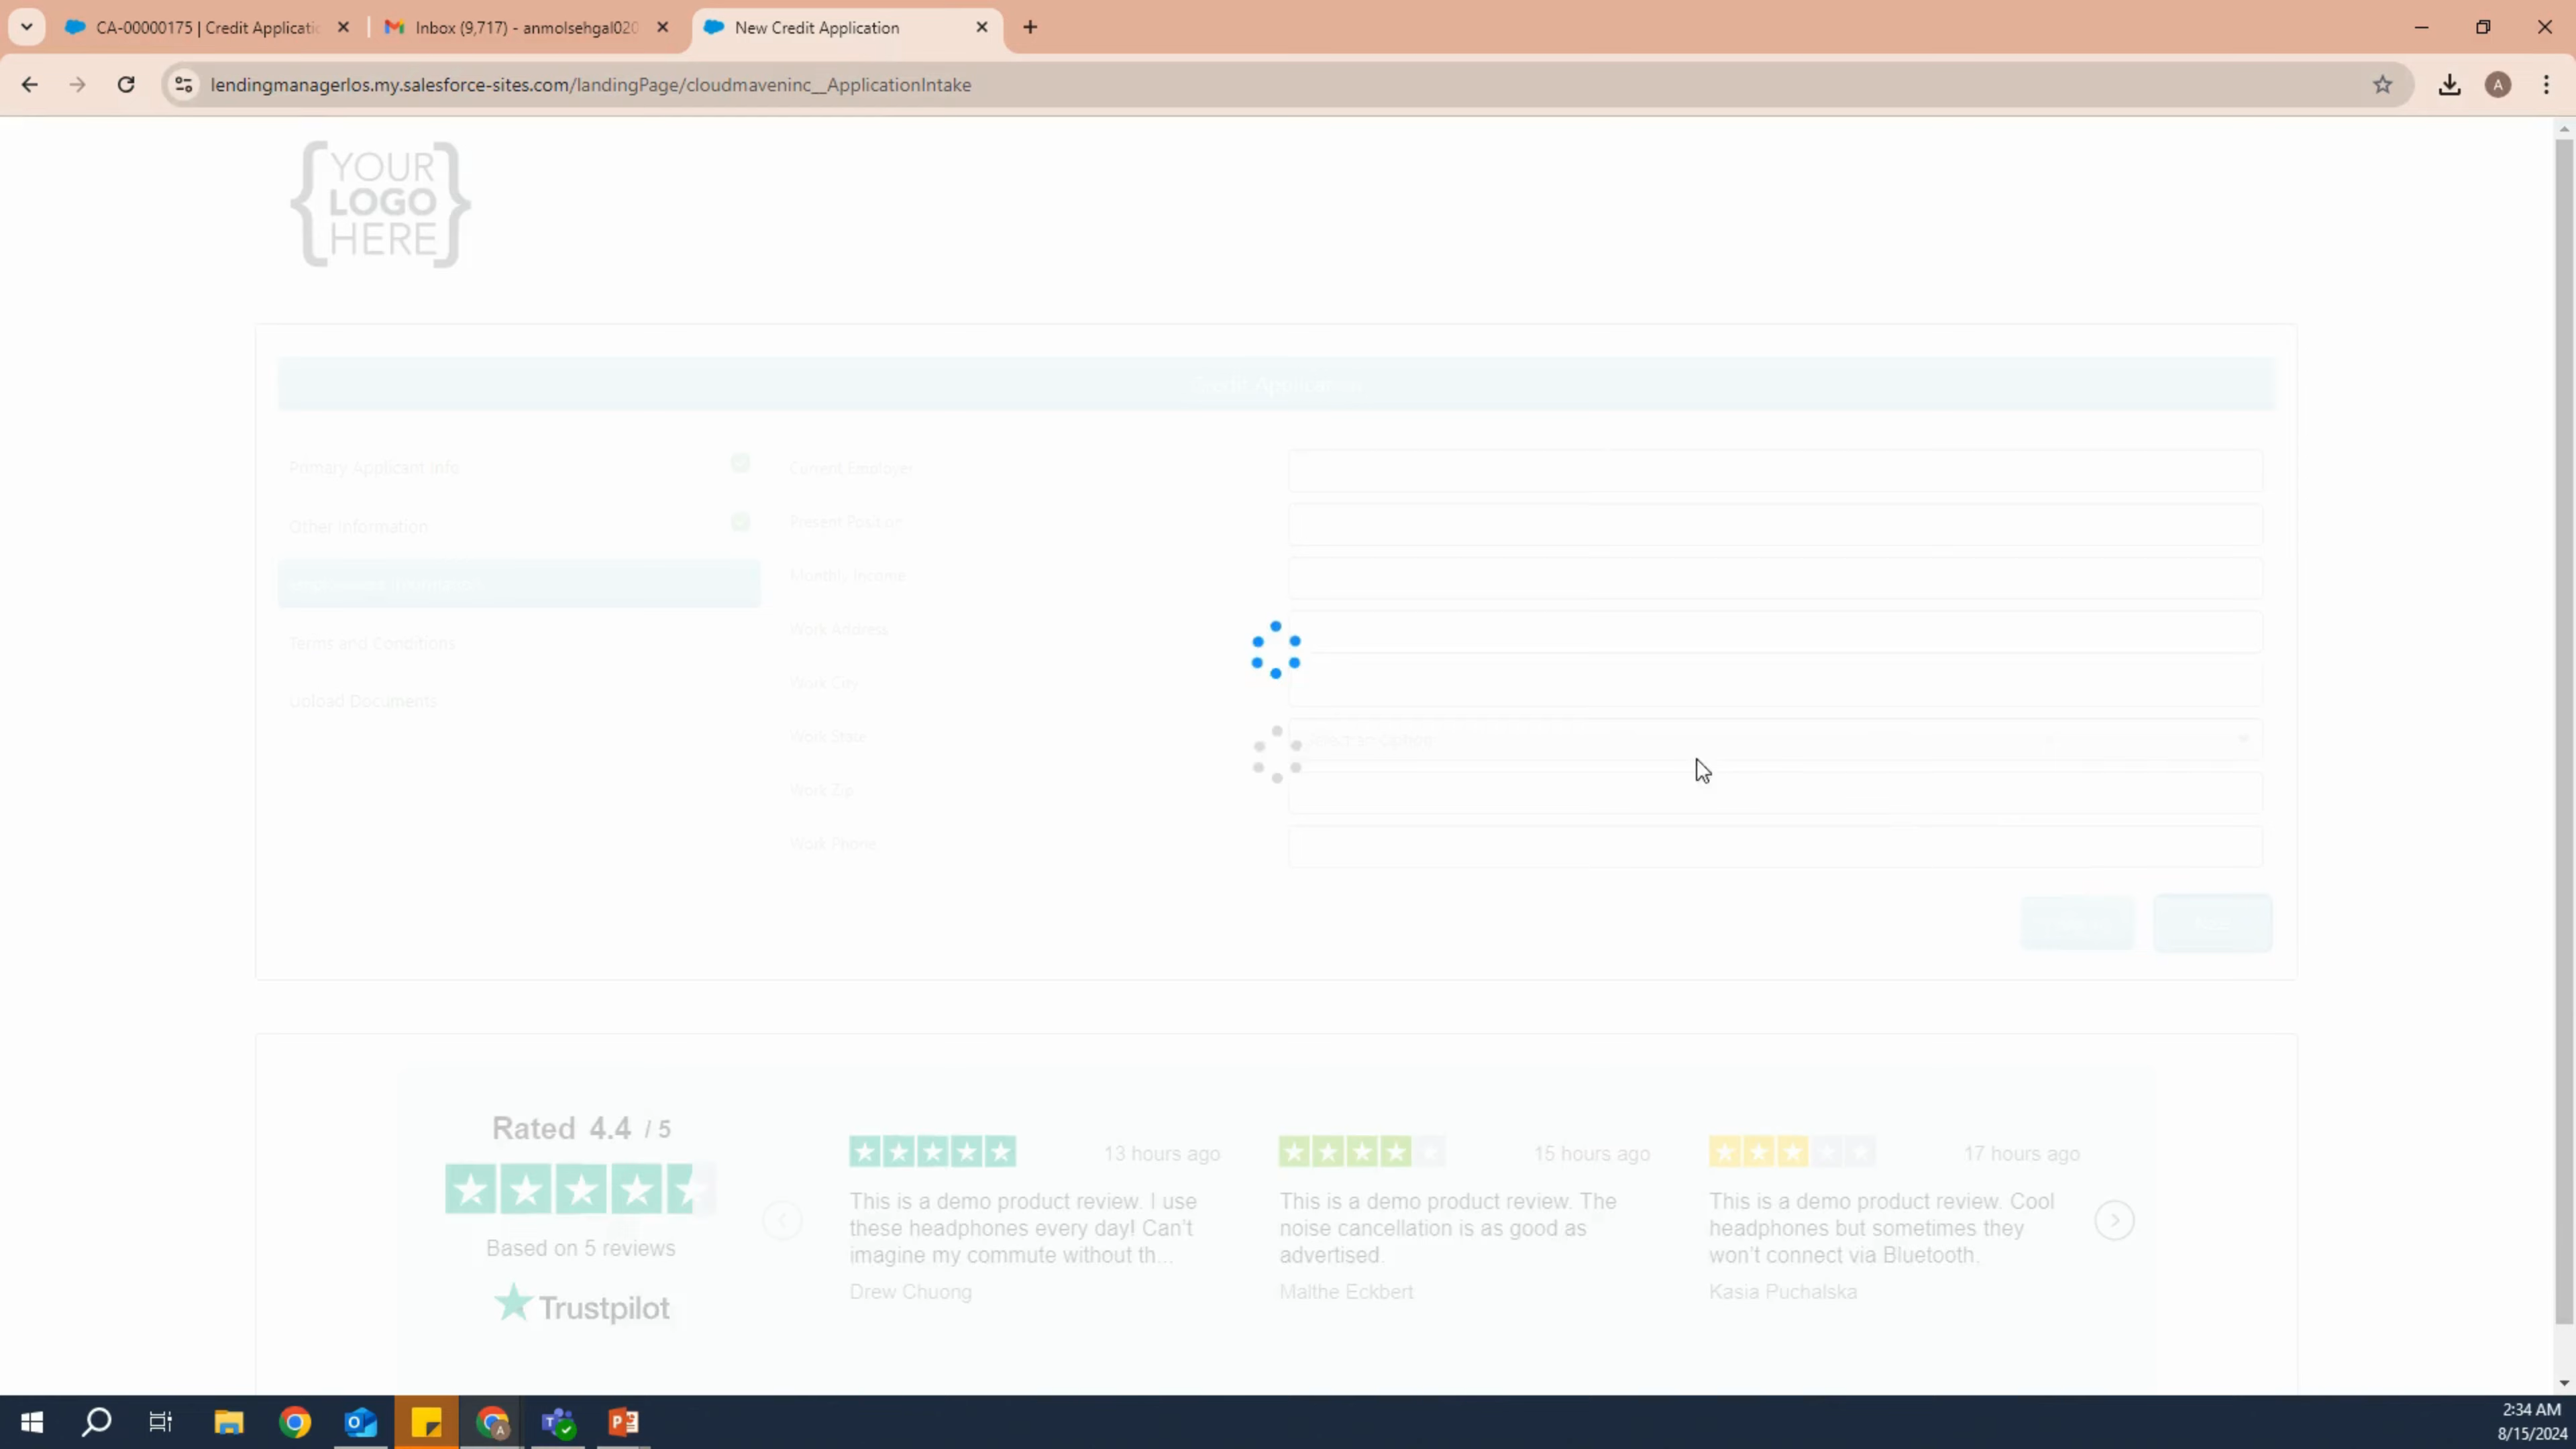 CA-00000175 | Credit Applicati
Inbox (9,717) - anmolsehgal020
New Credit Application
lendingmanagerlos.my.salesforce-sites.com/landingPage/cloudmaveninc__ApplicationIntake
A
{YOUR
LOGO
HERE}
Credit Application
Primary Applicant Info
Current Employer
Other Information
Present Position
Monthly Income
Terms and Conditions
Work Address
Upload Documents
Work City
Work State
Select an Option
Work Zip
Work Phone
Rated 4.4 / 5
Based on 5 reviews
Trustpilot
13 hours ago
This is a demo product review. I use
these headphones every day! Can't
imagine my commute without th...
Drew Chuong
15 hours ago
This is a demo product review. The
noise cancellation is as good as
advertised.
Malthe Eckbert
17 hours ago
This is a demo product review. Cool
headphones but sometimes they
won't connect via Bluetooth.
Kasia Puchalska
2:34 AM
8/15/2024